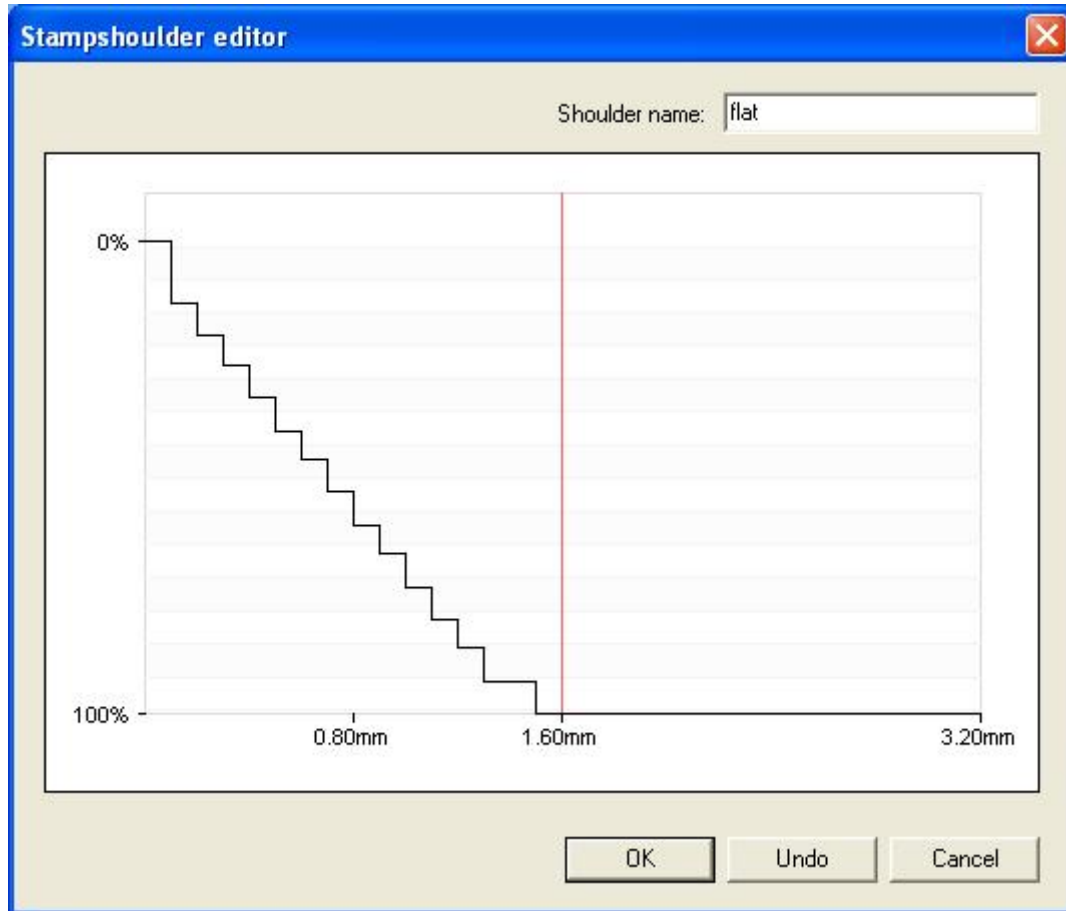 Stampshoulder editor
Shoulder name: flat
0%
100%
0.80mm 1.60mm 3.20mm
OK Undo Cancel